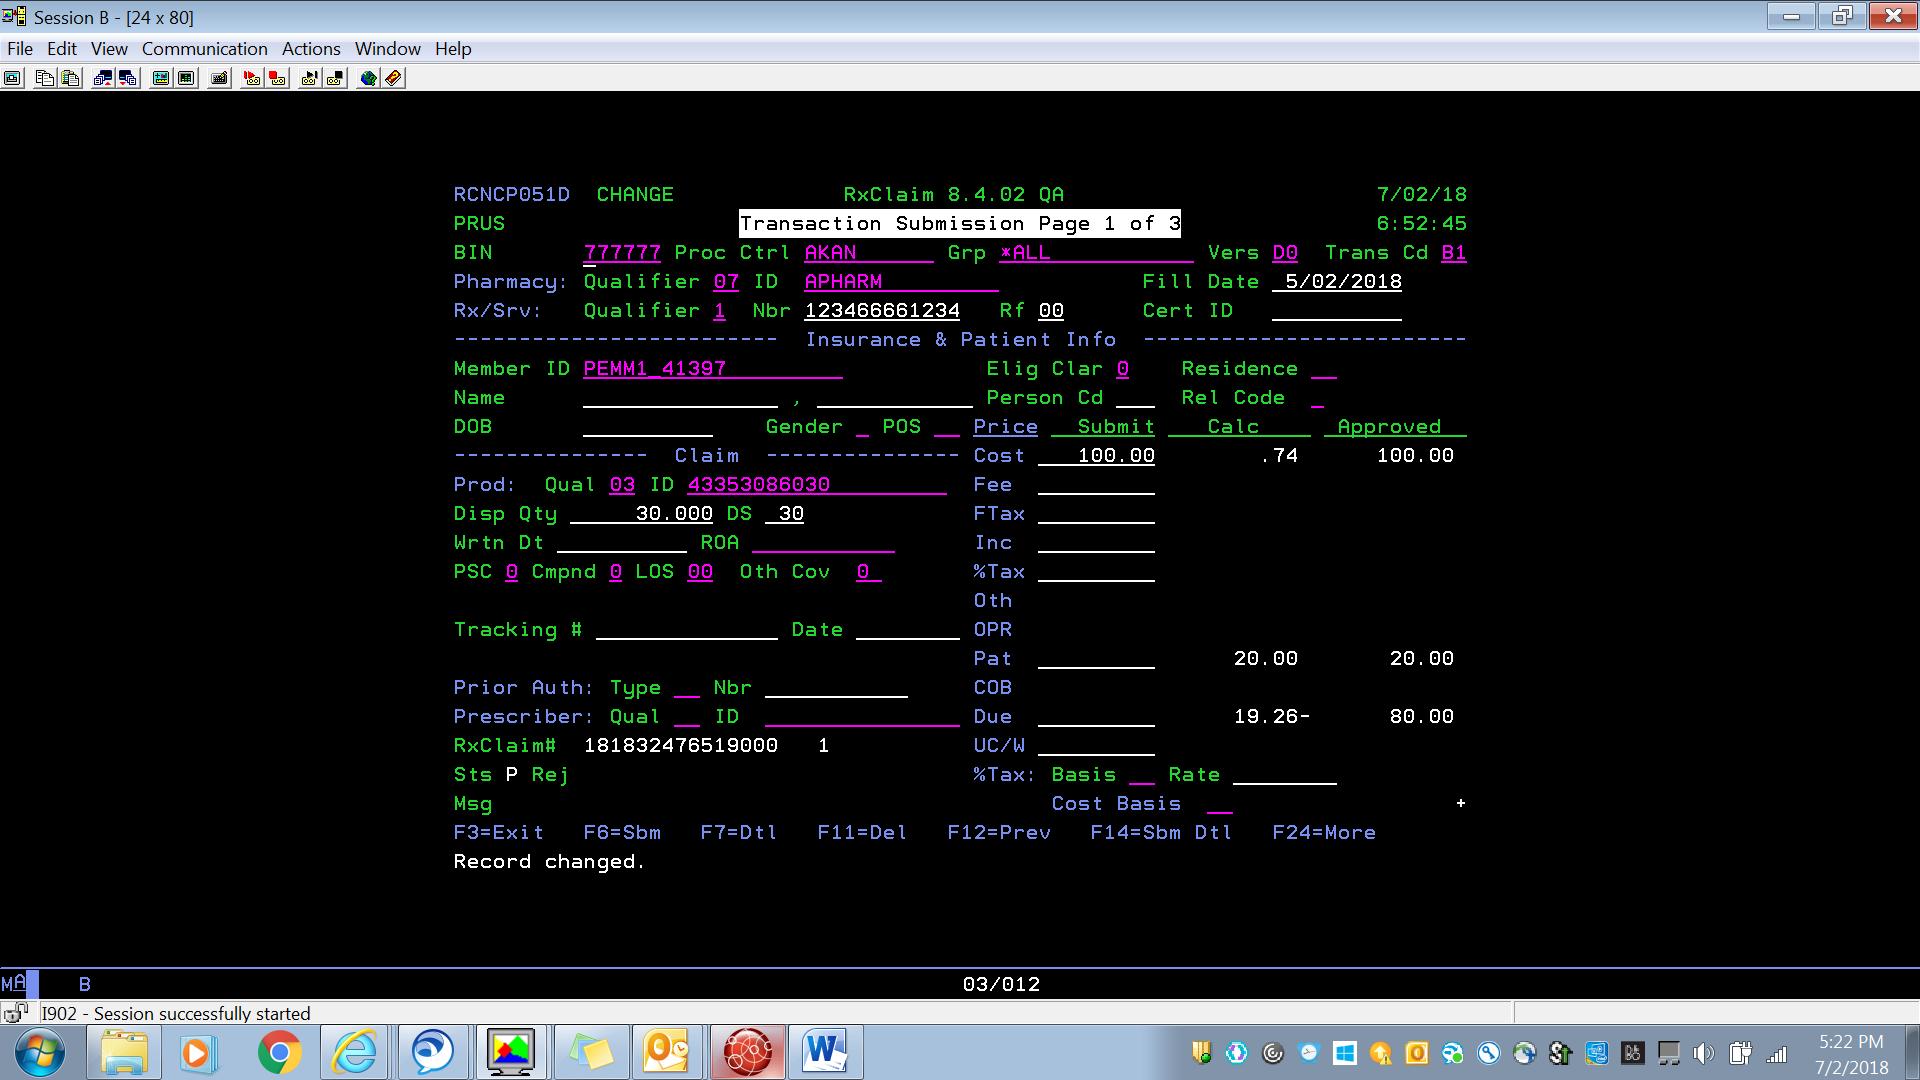 Session B - [24 x 80]
File Edit View Communication Actions Window Help
RCNCP051D CHANGE RxClaim 8.4.02 QA 7/02/18
PRUS Transaction Submission Page 1 of 3 6:52:45
BIN 777777 Proc Ctrl AKAN Grp *ALL Vers D0 Trans Cd B1
Pharmacy: Qualifier 07 ID APHARM Fill Date 5/02/2018
Rx/Srv: Qualifier 1 Nbr 123466661234 Rf 00 Cert ID
------------------------- Insurance & Patient Info -------------------------
Member ID PEMM1_41397 Elig Clar 0 Residence
Name , Person Cd Rel Code
DOB Gender POS Price Submit Calc Approved
--------------- Claim --------------- Cost 100.00 .74 100.00
Prod: Qual 03 ID 43353086030 Fee
Disp Qty 30.000 DS 30 FTax
Wrtn Dt ROA Inc
PSC 0 Cmpnd 0 LOS 00 Oth Cov 0 %Tax
Oth
Tracking # Date OPR
Pat 20.00 20.00
Prior Auth: Type Nbr COB
Prescriber: Qual ID Due 19.26- 80.00
RxClaim# 181832476519000 1 UC/W
Sts P Rej %Tax: Basis Rate
Msg Cost Basis +
F3=Exit F6=Sbm F7=Dtl F11=Del F12=Prev F14=Sbm Dtl F24=More
Record changed.
MA B 03/012
I902 - Session successfully started
5:22 PM
7/2/2018